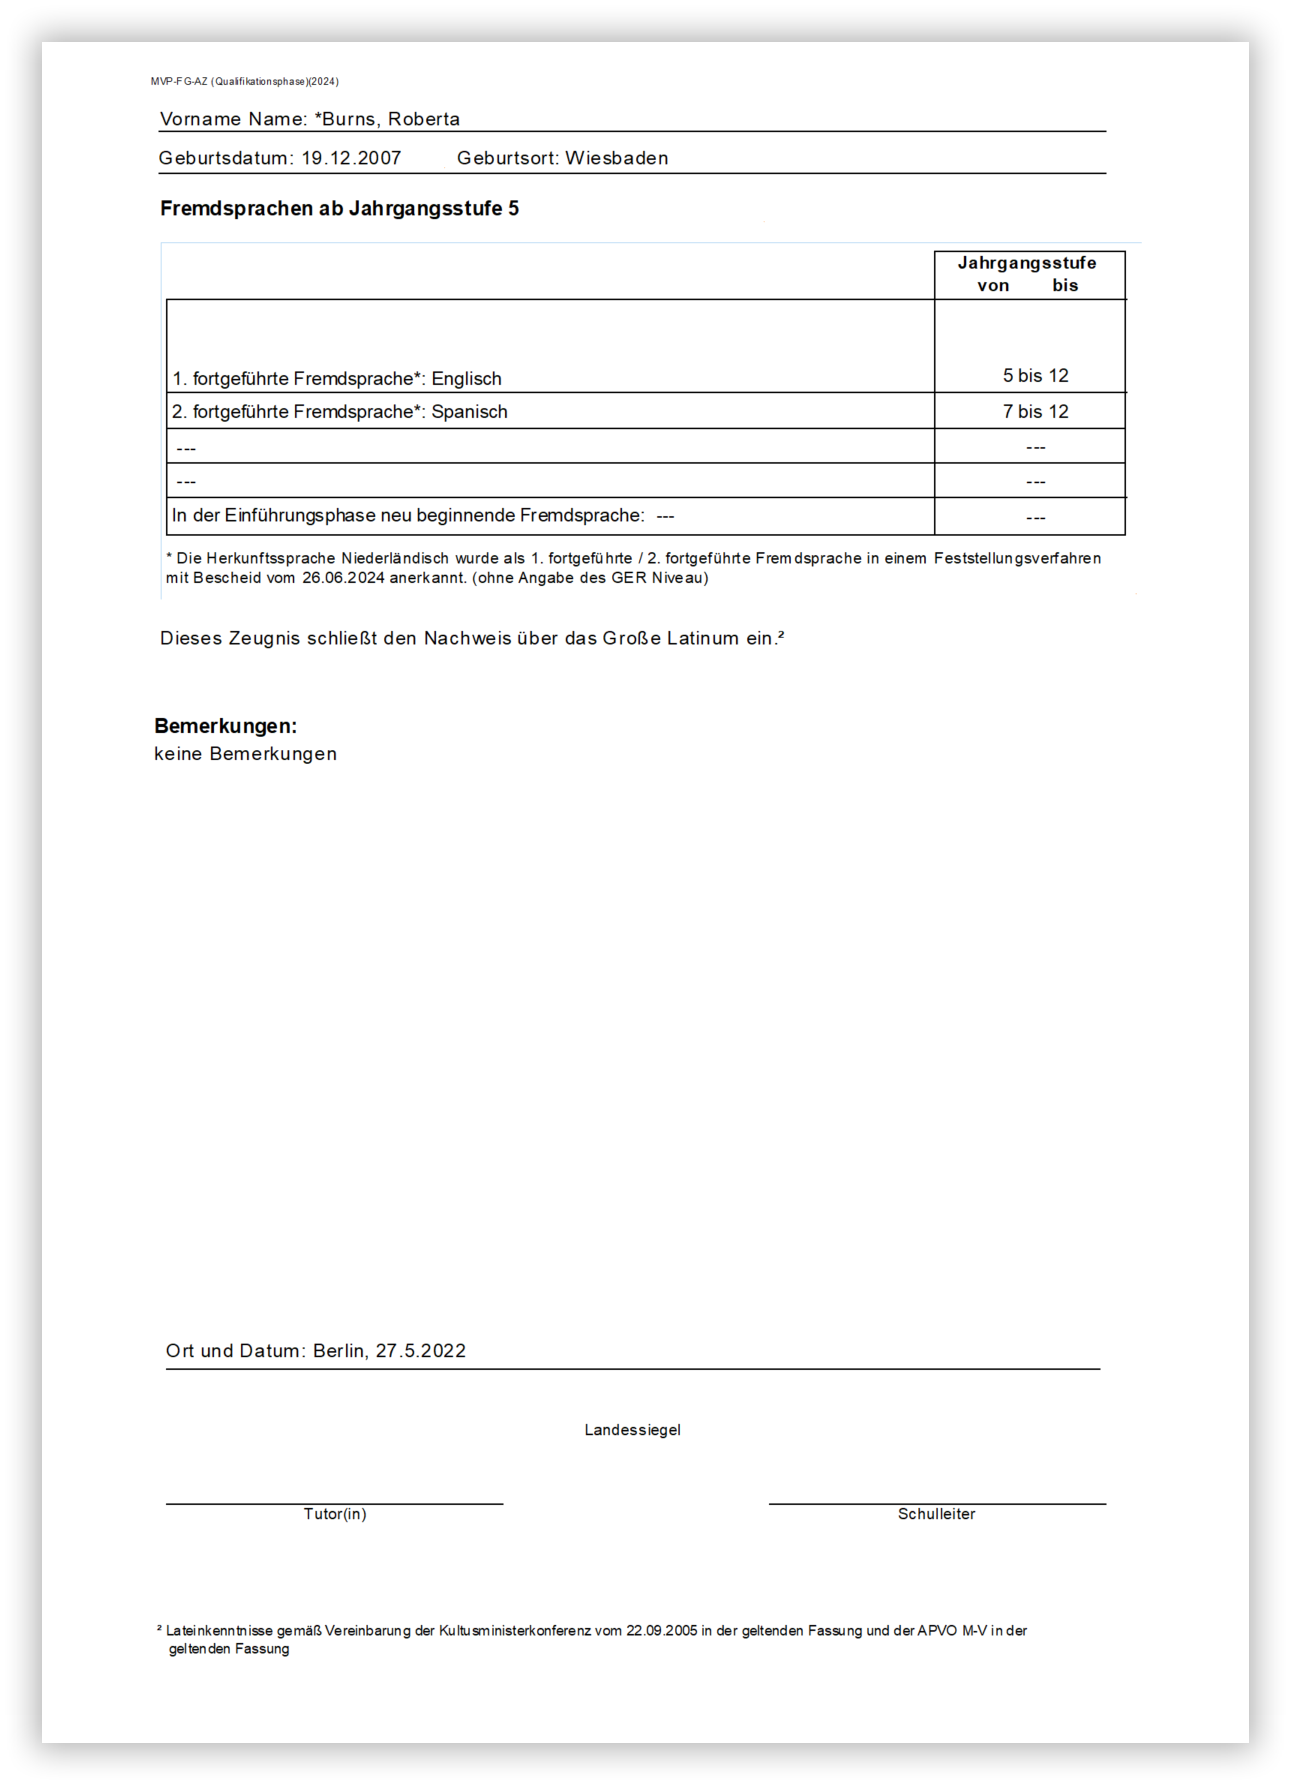 MVP-FG-AZ (Qualifikationsphase)(2024)
Vorname Name: *Burns, Roberta
Geburtsdatum: 19.12.2007 Geburtsort: Wiesbaden
Fremdsprachen ab Jahrgangsstufe 5
Jahrgangsstufe
von bis
1. fortgeführte Fremdsprache*: Englisch 5 bis 12
2. fortgeführte Fremdsprache*: Spanisch 7 bis 12
--- ---
--- ---
In der Einführungsphase neu beginnende Fremdsprache: --- ---
* Die Herkunftssprache Niederländisch wurde als 1. fortgeführte / 2. fortgeführte Fremdsprache in einem Feststellungsverfahren
mit Bescheid vom 26.06.2024 anerkannt. (ohne Angabe des GER Niveau)
Dieses Zeugnis schließt den Nachweis über das Große Latinum ein.²
Bemerkungen:
keine Bemerkungen
Ort und Datum: Berlin, 27.5.2022
Landessiegel
Tutor(in) Schulleiter
² Lateinkenntnisse gemäß Vereinbarung der Kultusministerkonferenz vom 22.09.2005 in der geltenden Fassung und der APVO M-V in der
geltenden Fassung